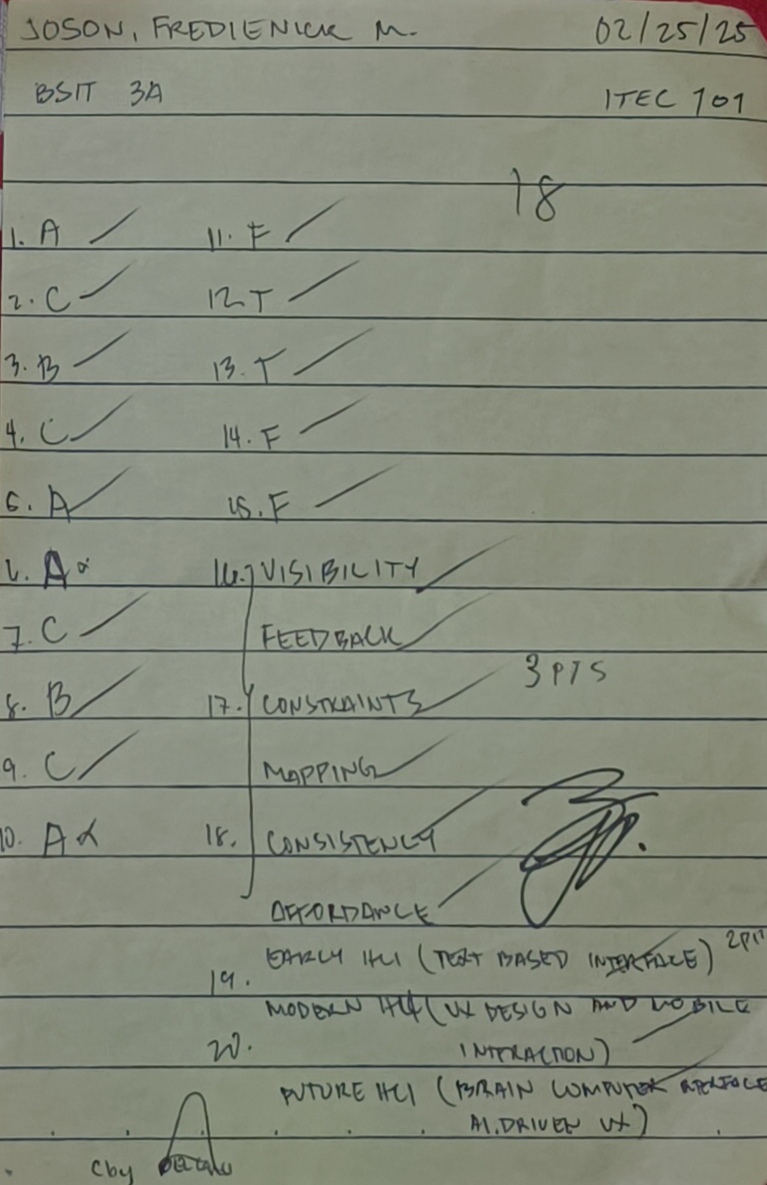 JOSON, FREDIENICK M. 02/25/25
BSIT 3A ITEC 101
18
1. A 11. F
2. C 12. T
3. B 13. T
4. C 14. F
5. A 15. F
6. A 16. VISIBILITY
7. C FEEDBACK
3 PTS
8. B 17. CONSTRAINTS
9. C MAPPING
10. A 18. CONSISTENCY
AFFORDANCE
19. EARLY HCI (TEXT BASED INTERFACE) 2PTS
MODERN HCI (UX DESIGN AND MOBILE
20. INTERACTION)
FUTURE HCI (BRAIN COMPUTER INTERFACE
AI.DRIVEN UX)
Cby